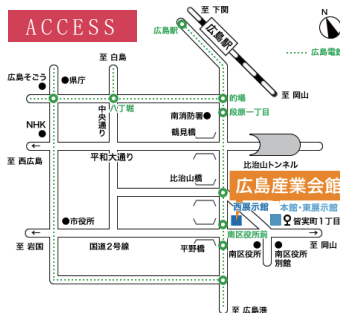 ACCESS
至 下関
N
広島駅
広島駅
広島電鉄
至 白島
広島そごう
県庁
至 岡山
八丁堀
的場
中央通り
南消防署
段原一丁目
NHK
鶴見橋
平和大通り
至 西広島
比治山トンネル
比治山橋
広島産業会館
西展示館
本館・東展示館
市役所
皆実町1丁目
南区役所前
至 岩国
国道2号線
平野橋
南区役所
南区役所
別館
至 岡山
至 広島港